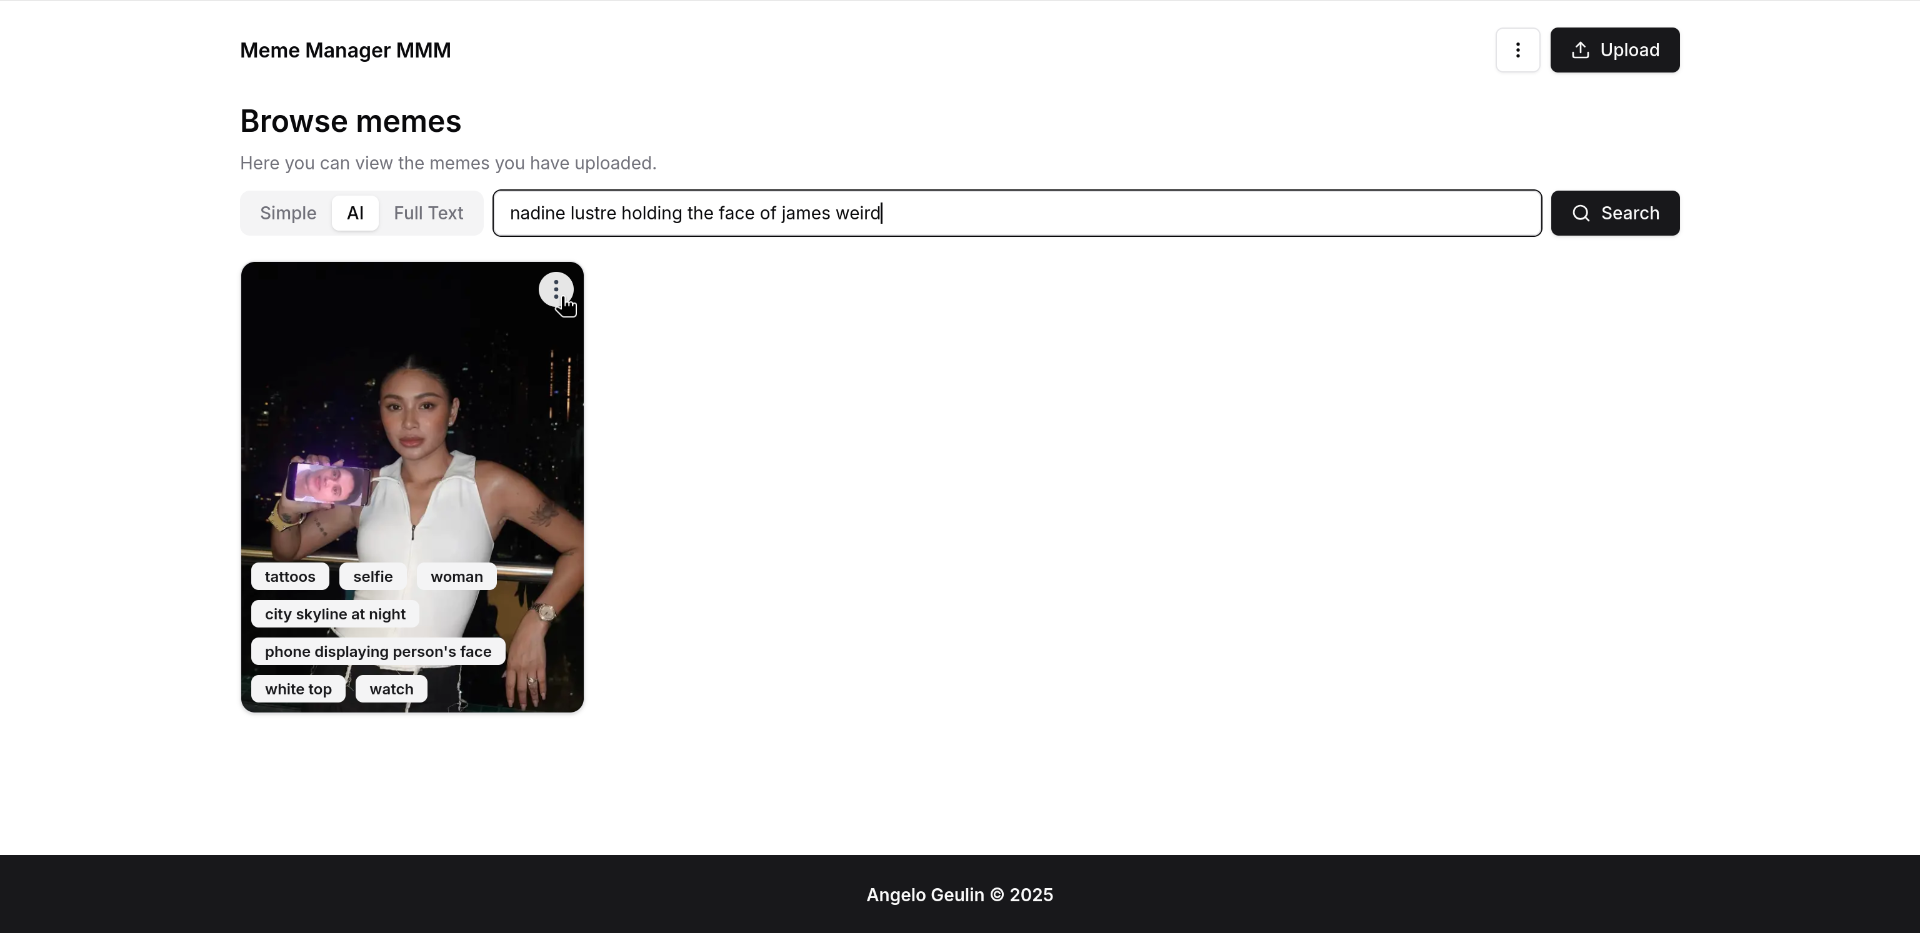 Meme Manager MMM
Upload
Browse memes
Here you can view the memes you have uploaded.
Simple AI Full Text nadine lustre holding the face of james weird Search
tattoos selfie woman
city skyline at night
phone displaying person's face
white top watch
Angelo Geulin © 2025